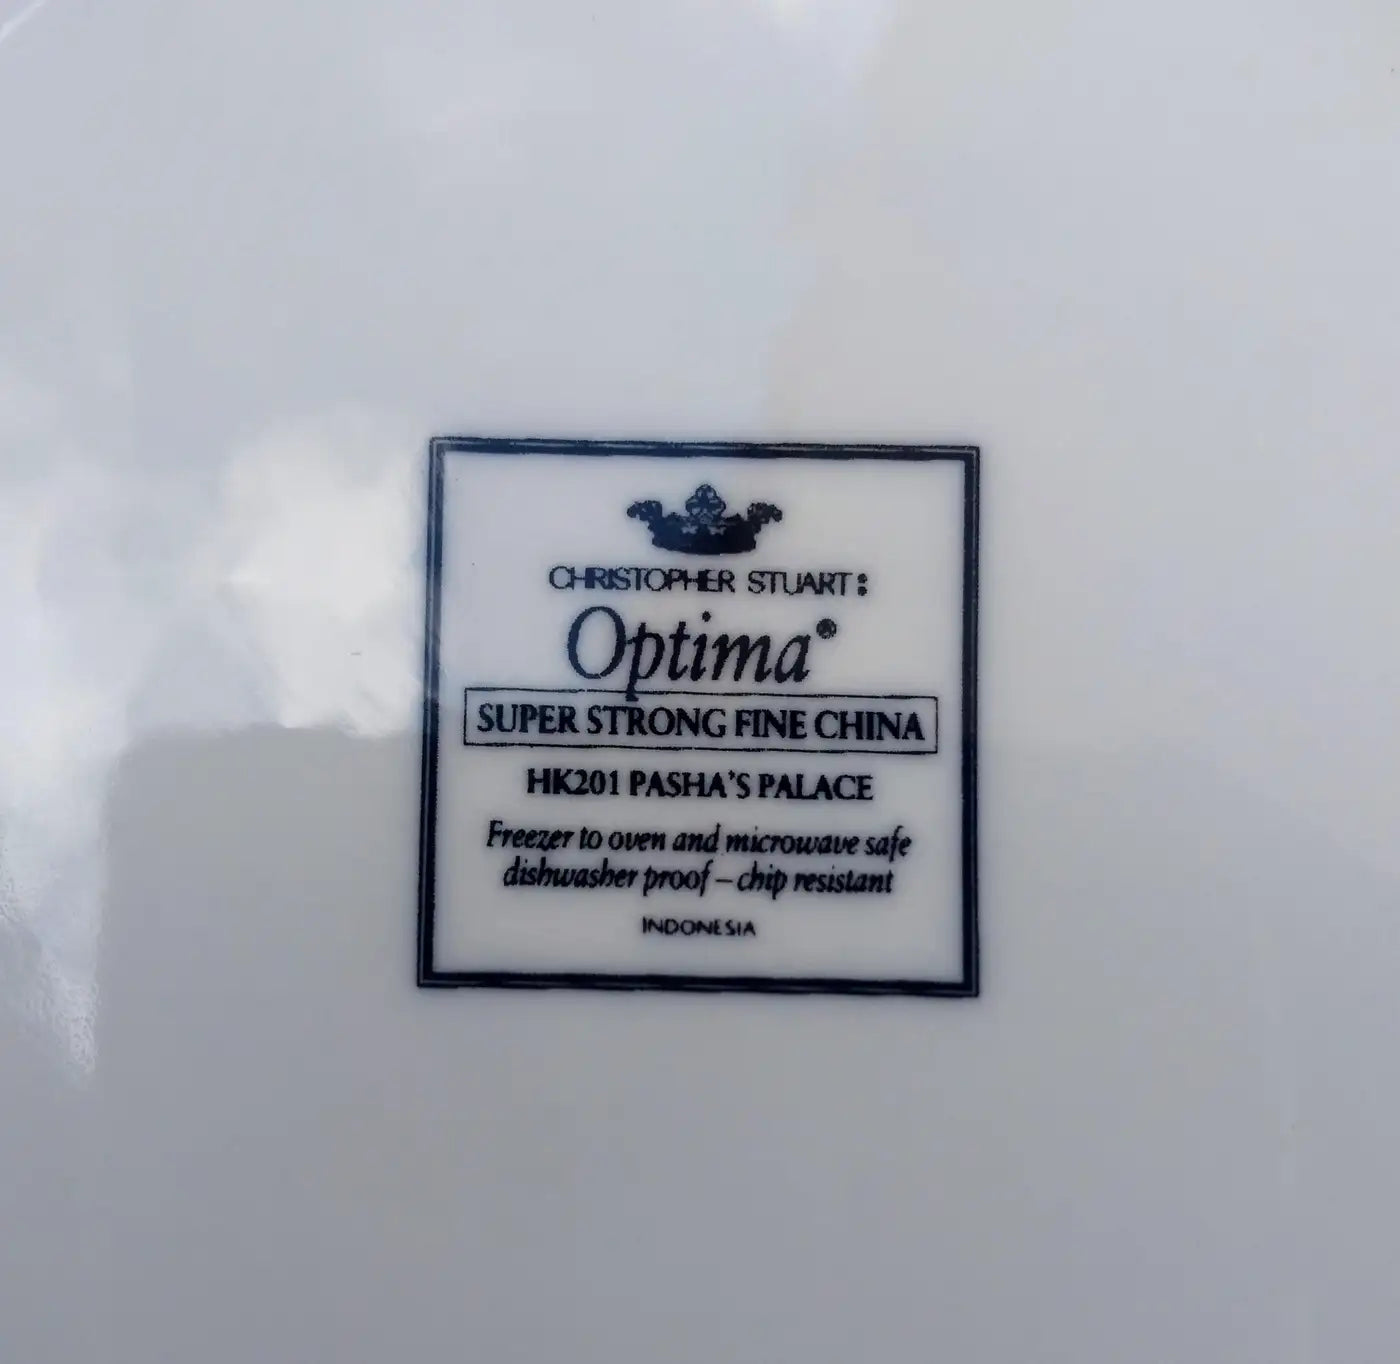 CHRISTOPHER STUART:
Optima®
SUPER STRONG FINE CHINA
HK201 PASHA'S PALACE
Freezer to oven and microwave safe
dishwasher proof – chip resistant
INDONESIA